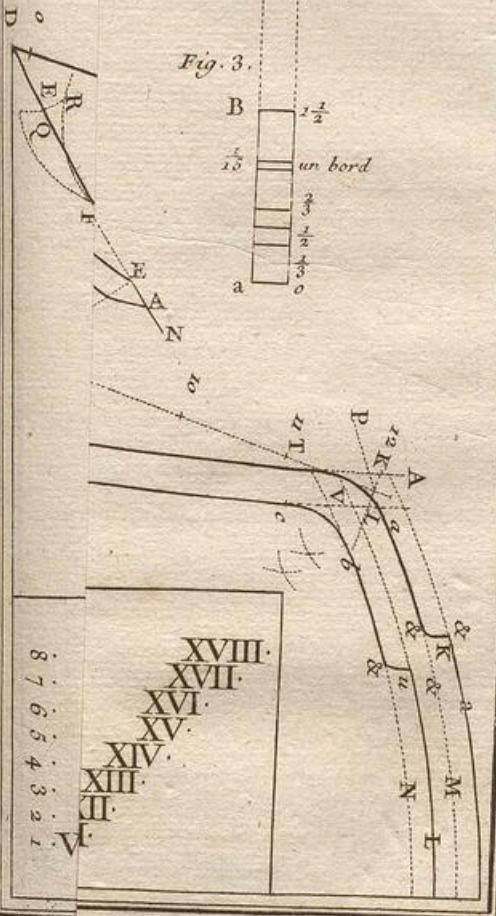 D
o
R
E
Q
F
Fig. 3.
B 1 1/2
1/15 un bord
2/3
1/2
1/3
a o
E
A
N
10
11 T
P
12 K
A
V
I
a
c
b
&
K
&
&
a
u
&
M
N
L
XVIII.
XVII.
XVI.
XV.
XIV.
XIII.
XII.
8 7 6 5 4 3 2 1